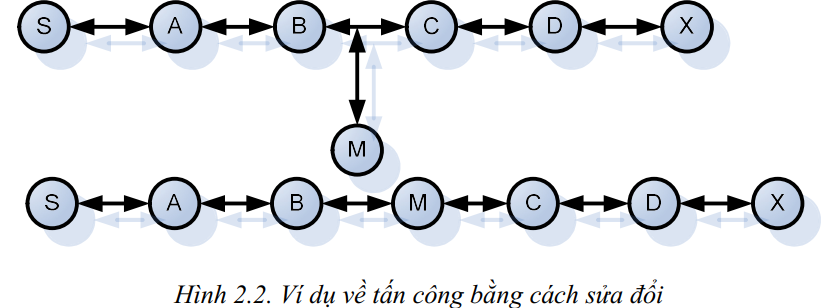 S A B C D X
M
S A B M C D X
Hình 2.2. Ví dụ về tấn công bằng cách sửa đổi